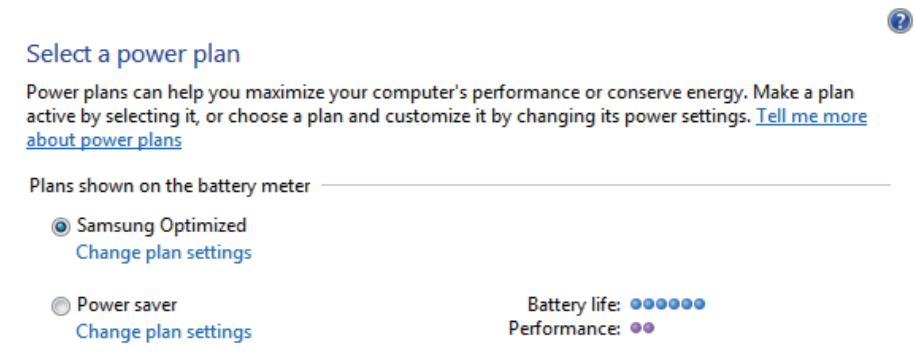 ?
Select a power plan
Power plans can help you maximize your computer's performance or conserve energy. Make a plan
active by selecting it, or choose a plan and customize it by changing its power settings. Tell me more
about power plans
Plans shown on the battery meter
Samsung Optimized
Change plan settings
Power saver Battery life:
Change plan settings Performance: